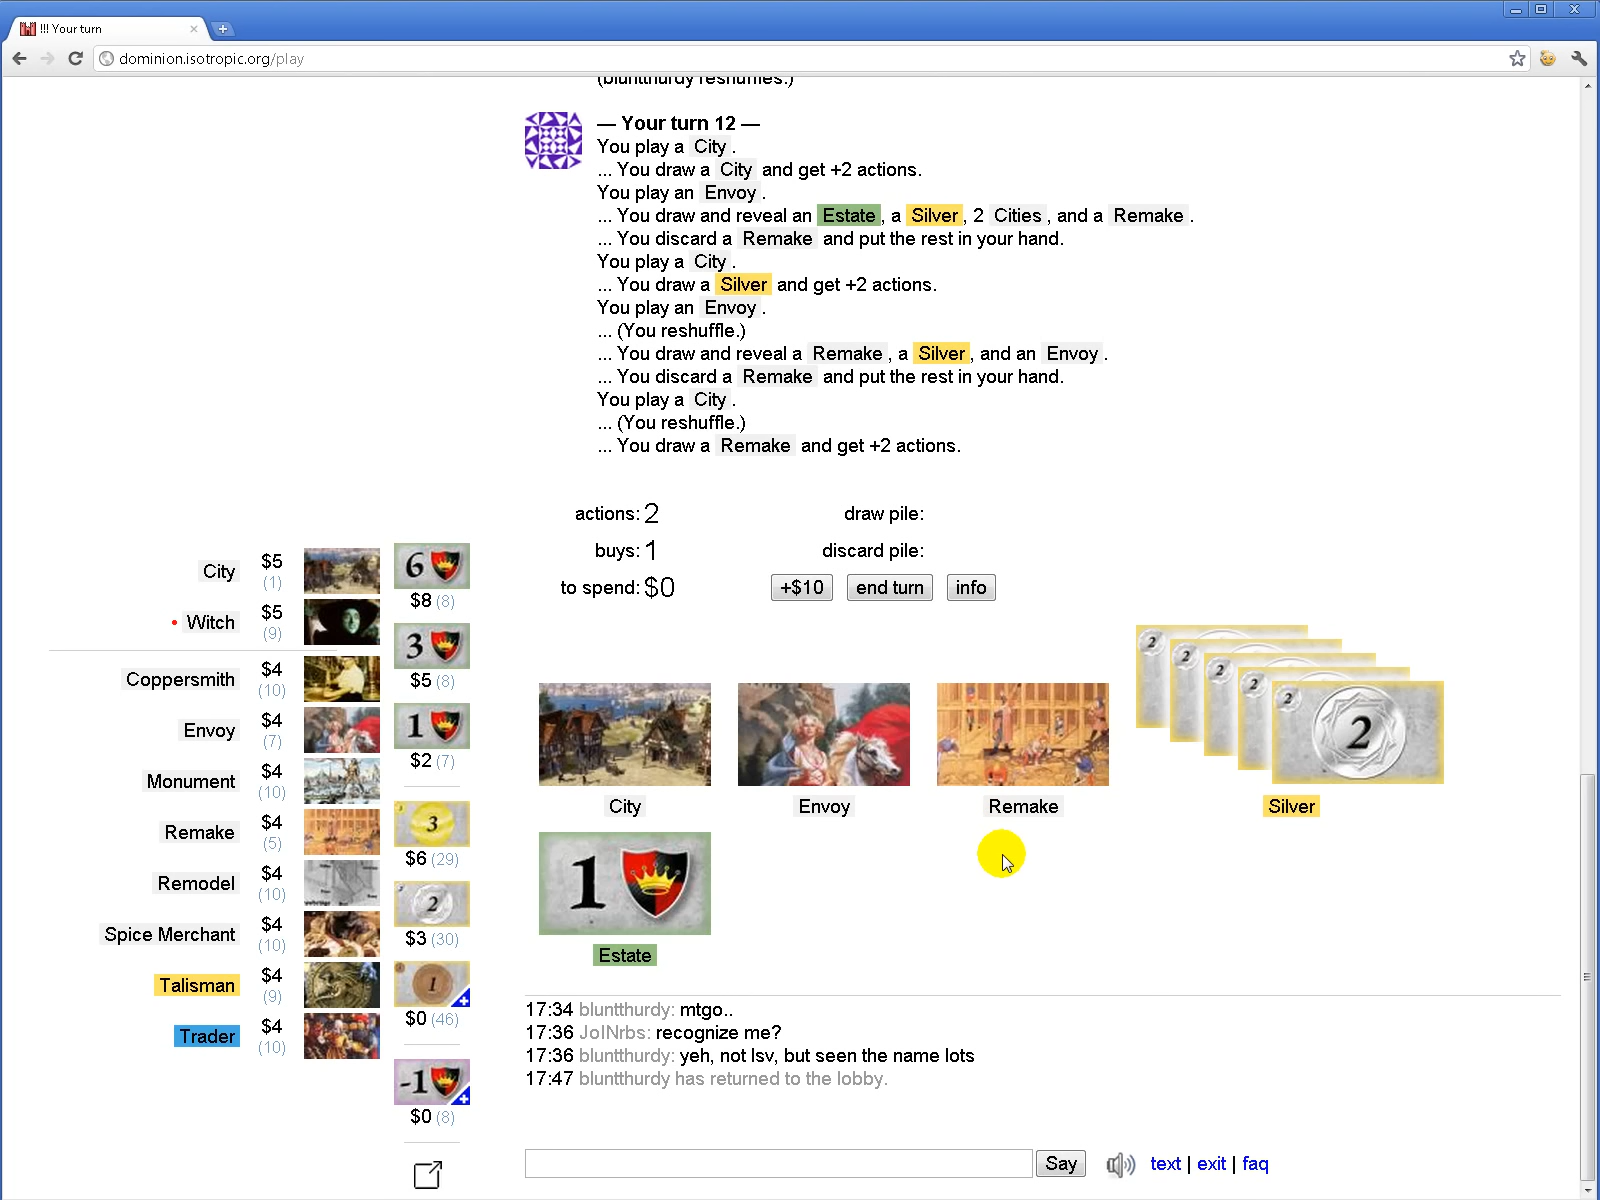 !!! Your turn
dominion.isotropic.org/play
(bluntthurdy reshuffles.)
— Your turn 12 —
You play a City .
... You draw a City and get +2 actions.
You play an Envoy .
... You draw and reveal an Estate , a Silver , 2 Cities , and a Remake .
... You discard a Remake and put the rest in your hand.
You play a City .
... You draw a Silver and get +2 actions.
You play an Envoy .
... (You reshuffle.)
... You draw and reveal a Remake , a Silver , and an Envoy .
... You discard a Remake and put the rest in your hand.
You play a City .
... (You reshuffle.)
... You draw a Remake and get +2 actions.
actions: 2
draw pile:
buys: 1
discard pile:
to spend: $0
+$10
end turn
info
City $5 (1)
Witch $5 (9)
Coppersmith $4 (10)
Envoy $4 (7)
Monument $4 (10)
Remake $4 (5)
Remodel $4 (10)
Spice Merchant $4 (10)
Talisman $4 (9)
Trader $4 (10)
6
$8 (8)
3
$5 (8)
1
$2 (7)
3
$6 (29)
2
$3 (30)
1
$0 (46)
-1
$0 (8)
2 2 2 2 2 2
City Envoy Remake Silver
1
Estate
17:34 bluntthurdy: mtgo..
17:36 JolNrbs: recognize me?
17:36 bluntthurdy: yeh, not lsv, but seen the name lots
17:47 bluntthurdy has returned to the lobby.
Say
text | exit | faq